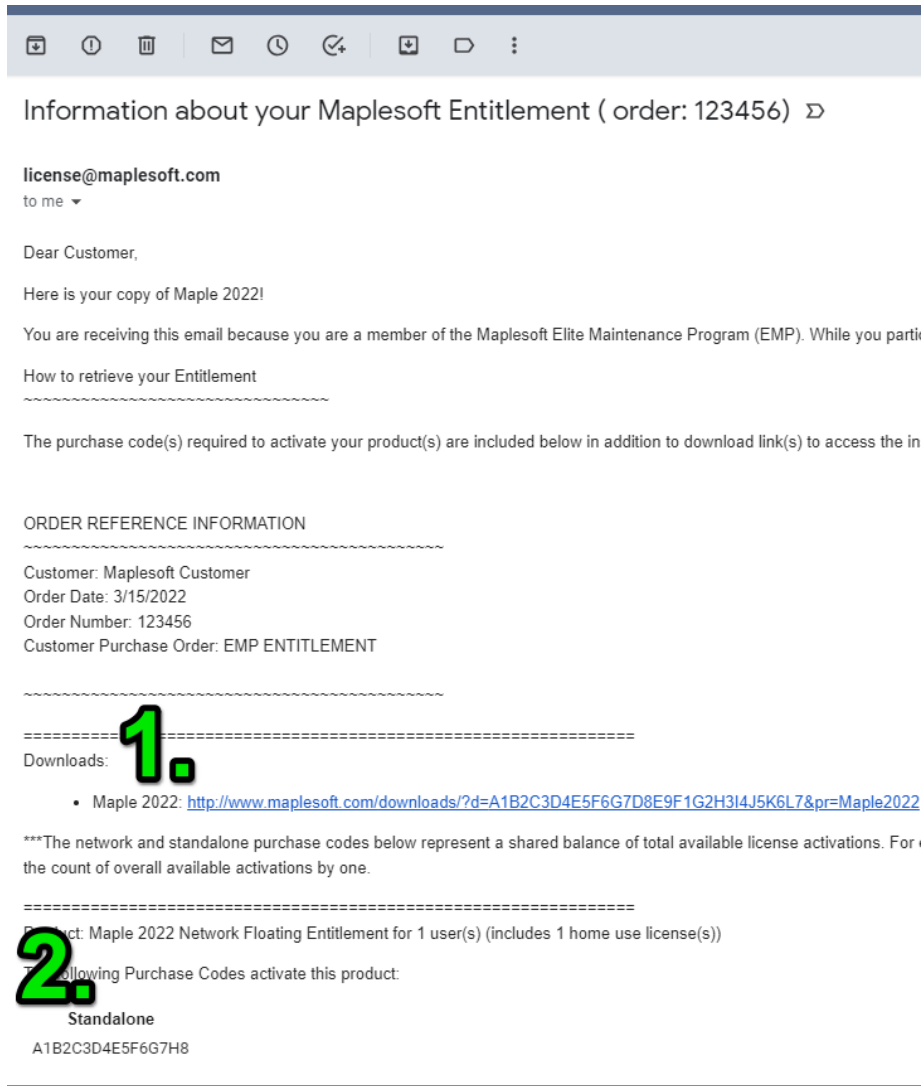 Information about your Maplesoft Entitlement ( order: 123456)
license@maplesoft.com
to me
Dear Customer,
Here is your copy of Maple 2022!
You are receiving this email because you are a member of the Maplesoft Elite Maintenance Program (EMP). While you partic
How to retrieve your Entitlement
~~~~~~~~~~~~~~~~~~~~~~~~~~~~~~~~
The purchase code(s) required to activate your product(s) are included below in addition to download link(s) to access the in
ORDER REFERENCE INFORMATION
~~~~~~~~~~~~~~~~~~~~~~~~~~~~~~~~~~~~~~~~~~~~
Customer: Maplesoft Customer
Order Date: 3/15/2022
Order Number: 123456
Customer Purchase Order: EMP ENTITLEMENT
~~~~~~~~~~~~~~~~~~~~~~~~~~~~~~~~~~~~~~~~~~~~
1.
================================================================
Downloads:
• Maple 2022: http://www.maplesoft.com/downloads/?d=A1B2C3D4E5F6G7D8E9F1G2H3I4J5K6L7&pr=Maple2022
***The network and standalone purchase codes below represent a shared balance of total available license activations. For
the count of overall available activations by one.
================================================================
2.
Maple 2022 Network Floating Entitlement for 1 user(s) (includes 1 home use license(s))
Purchase Codes activate this product:
Standalone
A1B2C3D4E5F6G7H8